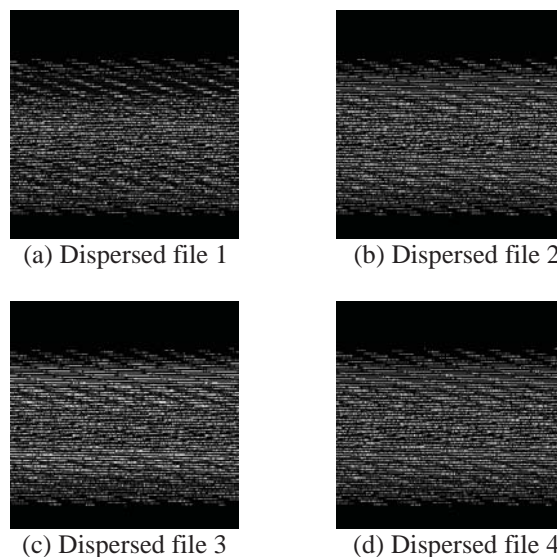 (a) Dispersed file 1
(b) Dispersed file 2
(c) Dispersed file 3
(d) Dispersed file 4